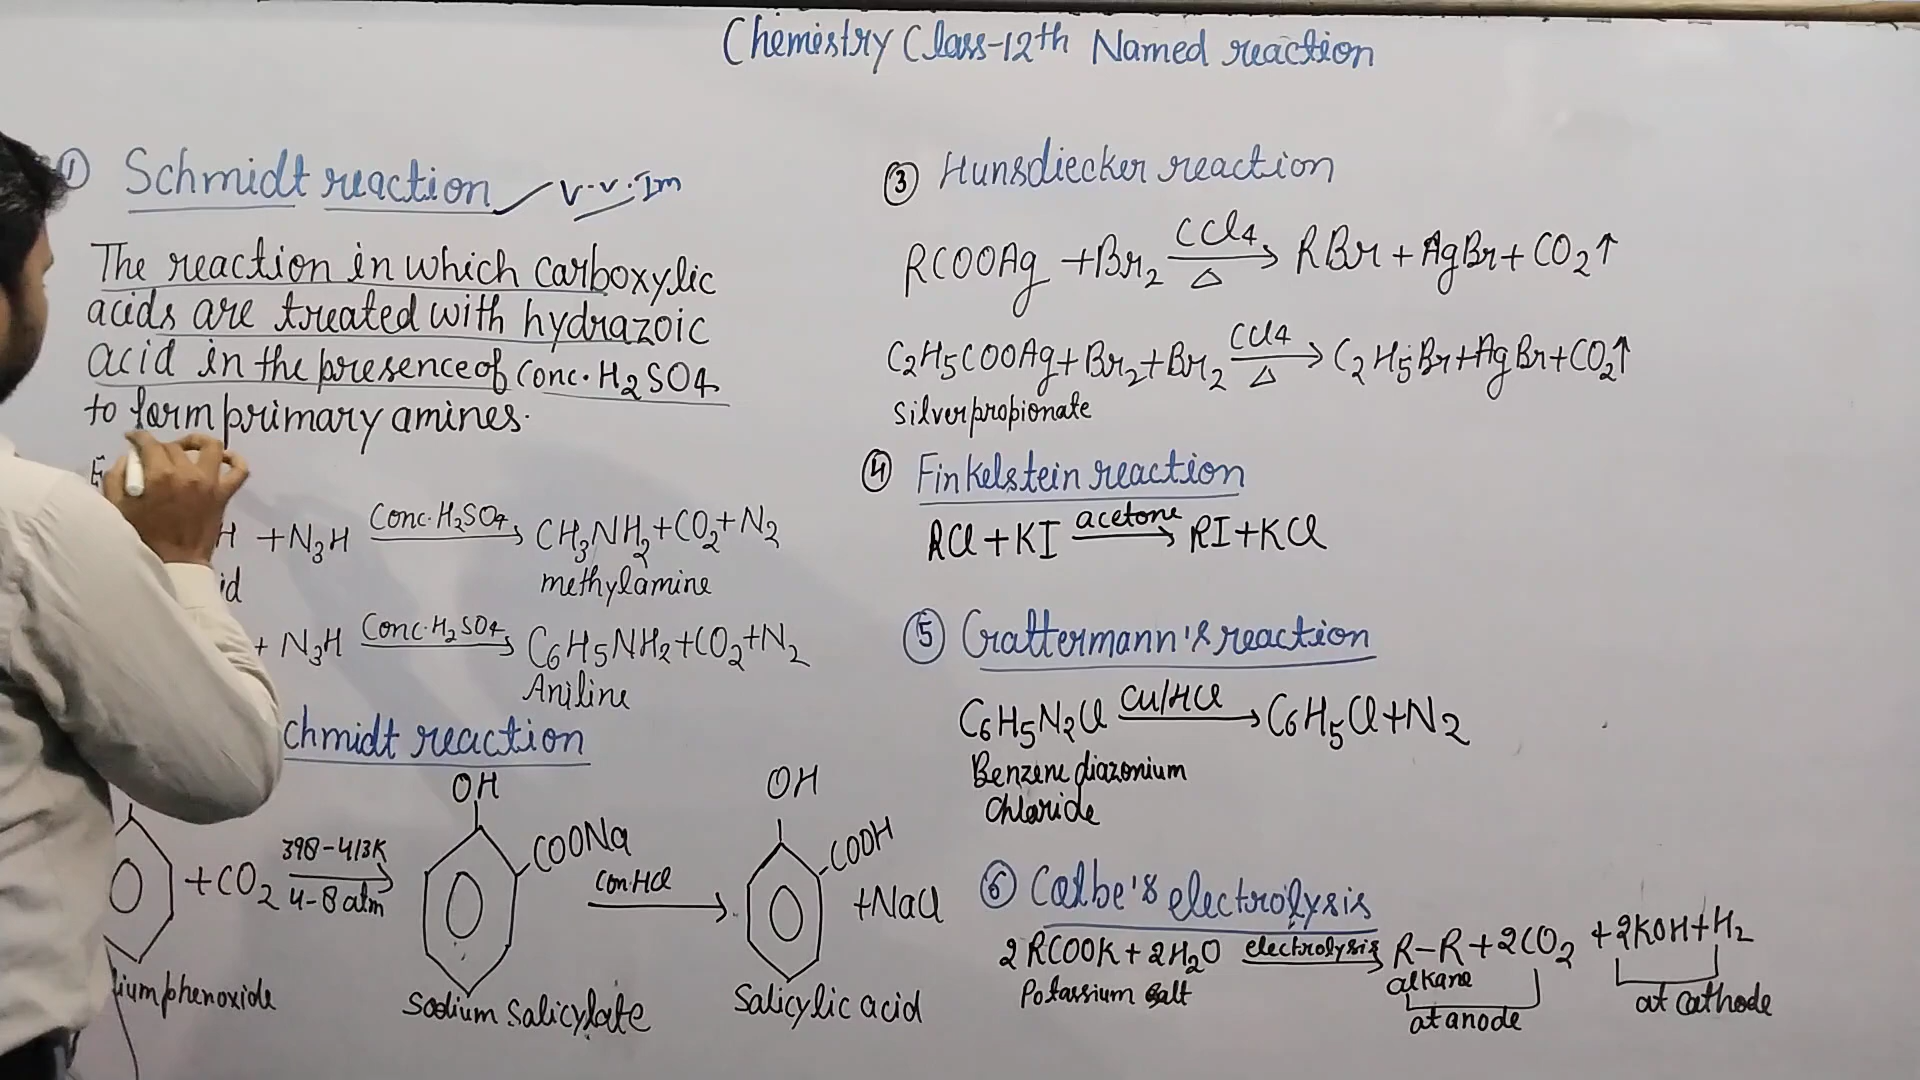 Chemistry Class-12th Named reaction
① Schmidt reaction v.v.Im
The reaction in which carboxylic
acids are treated with hydrazoic
acid in the presence of conc. H2SO4
to form primary amines.
H + N3H Conc. H2SO4 → CH3NH2 + CO2 + N2
id methylamine
+ N3H Conc. H2SO4 → C6H5NH2 + CO2 + N2
Aniline
chmidt reaction
+ CO2 398-413K 4-8 atm → OH COONa Con. HCl → OH COOH + NaCl
ium phenoxide Sodium Salicylate Salicylic acid
③ Hunsdiecker reaction
RCOOAg + Br2 CCl4 Δ → RBr + AgBr + CO2↑
C2H5COOAg + Br2 + Br2 CCl4 Δ → C2H5Br + AgBr + CO2↑
Silver propionate
④ Finkelstein reaction
RCl + KI acetone → RI + KCl
⑤ Gattermann's reaction
C6H5N2Cl Cu/HCl → C6H5Cl + N2
Benzene diazonium
Chloride
⑥ Colbe's electrolysis
2RCOOK + 2H2O electrolysis → R-R + 2CO2 + 2KOH + H2
Potassium Salt alkane
at anode at cathode